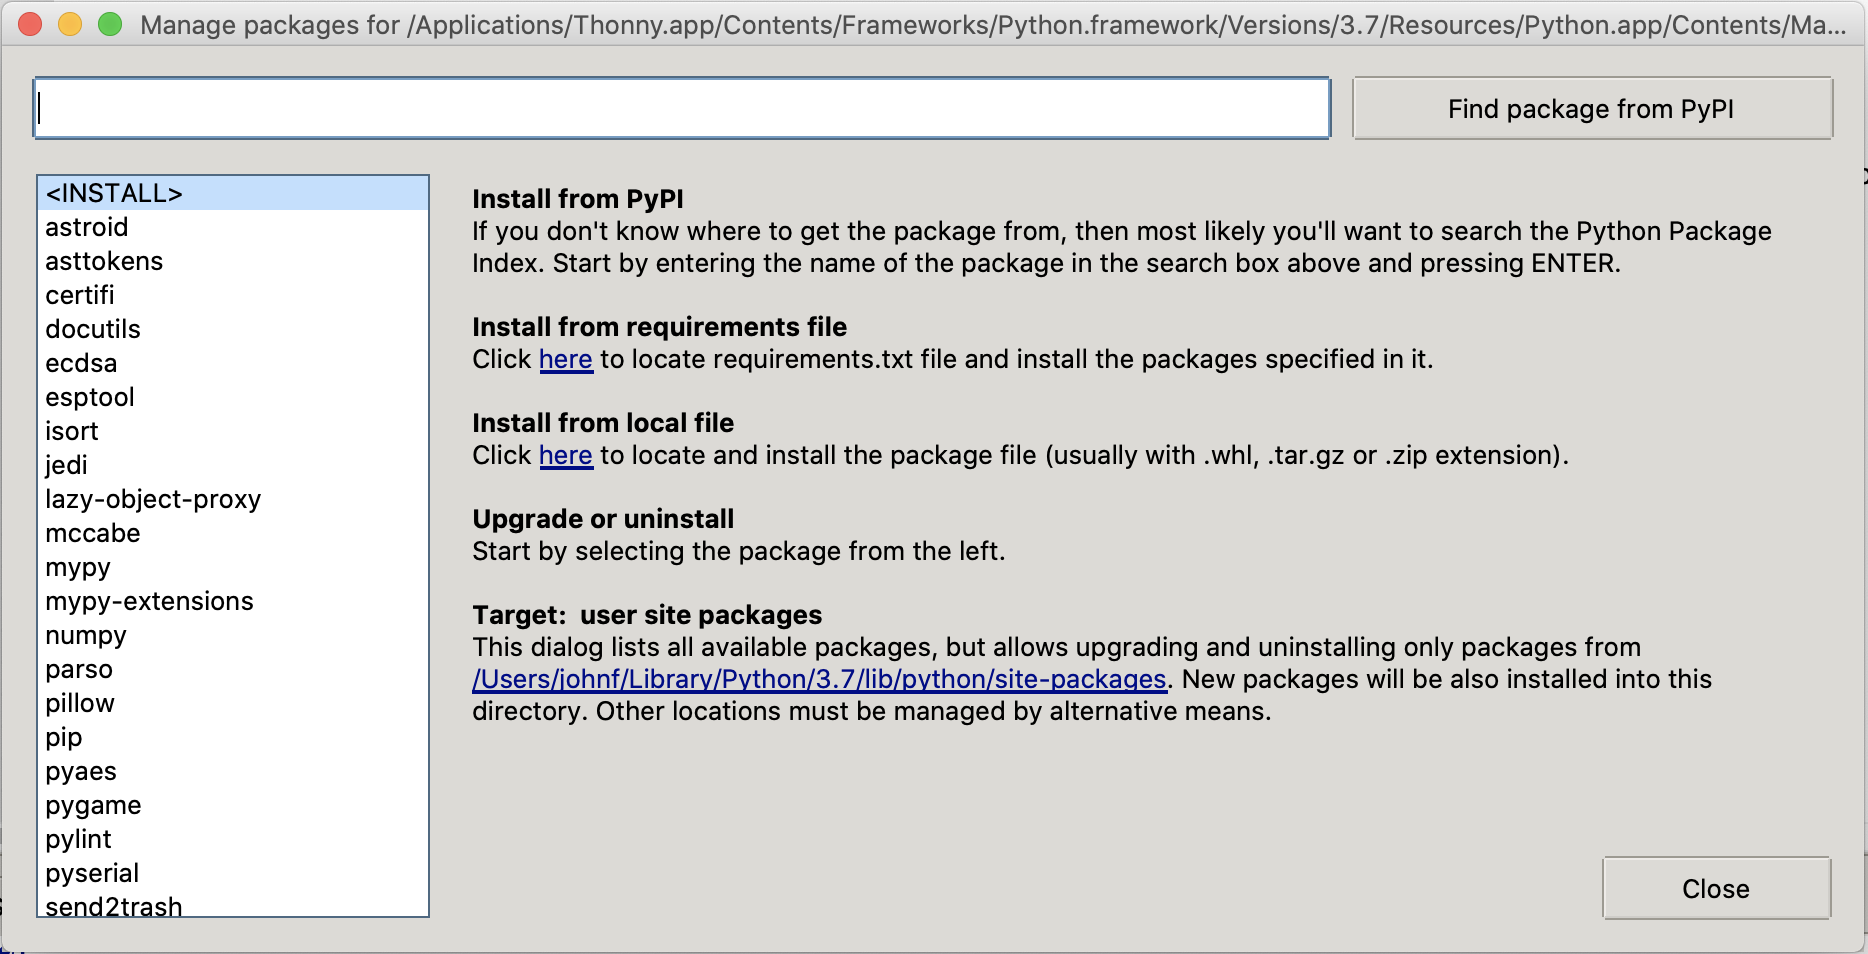 Manage packages for /Applications/Thonny.app/Contents/Frameworks/Python.framework/Versions/3.7/Resources/Python.app/Contents/Ma...
Find package from PyPI
<INSTALL>
astroid
asttokens
certifi
docutils
ecdsa
esptool
isort
jedi
lazy-object-proxy
mccabe
mypy
mypy-extensions
numpy
parso
pillow
pip
pyaes
pygame
pylint
pyserial
send2trash
Install from PyPI
If you don't know where to get the package from, then most likely you'll want to search the Python Package
Index. Start by entering the name of the package in the search box above and pressing ENTER.
Install from requirements file
Click here to locate requirements.txt file and install the packages specified in it.
Install from local file
Click here to locate and install the package file (usually with .whl, .tar.gz or .zip extension).
Upgrade or uninstall
Start by selecting the package from the left.
Target:  user site packages
This dialog lists all available packages, but allows upgrading and uninstalling only packages from
/Users/johnf/Library/Python/3.7/lib/python/site-packages. New packages will be also installed into this
directory. Other locations must be managed by alternative means.
Close